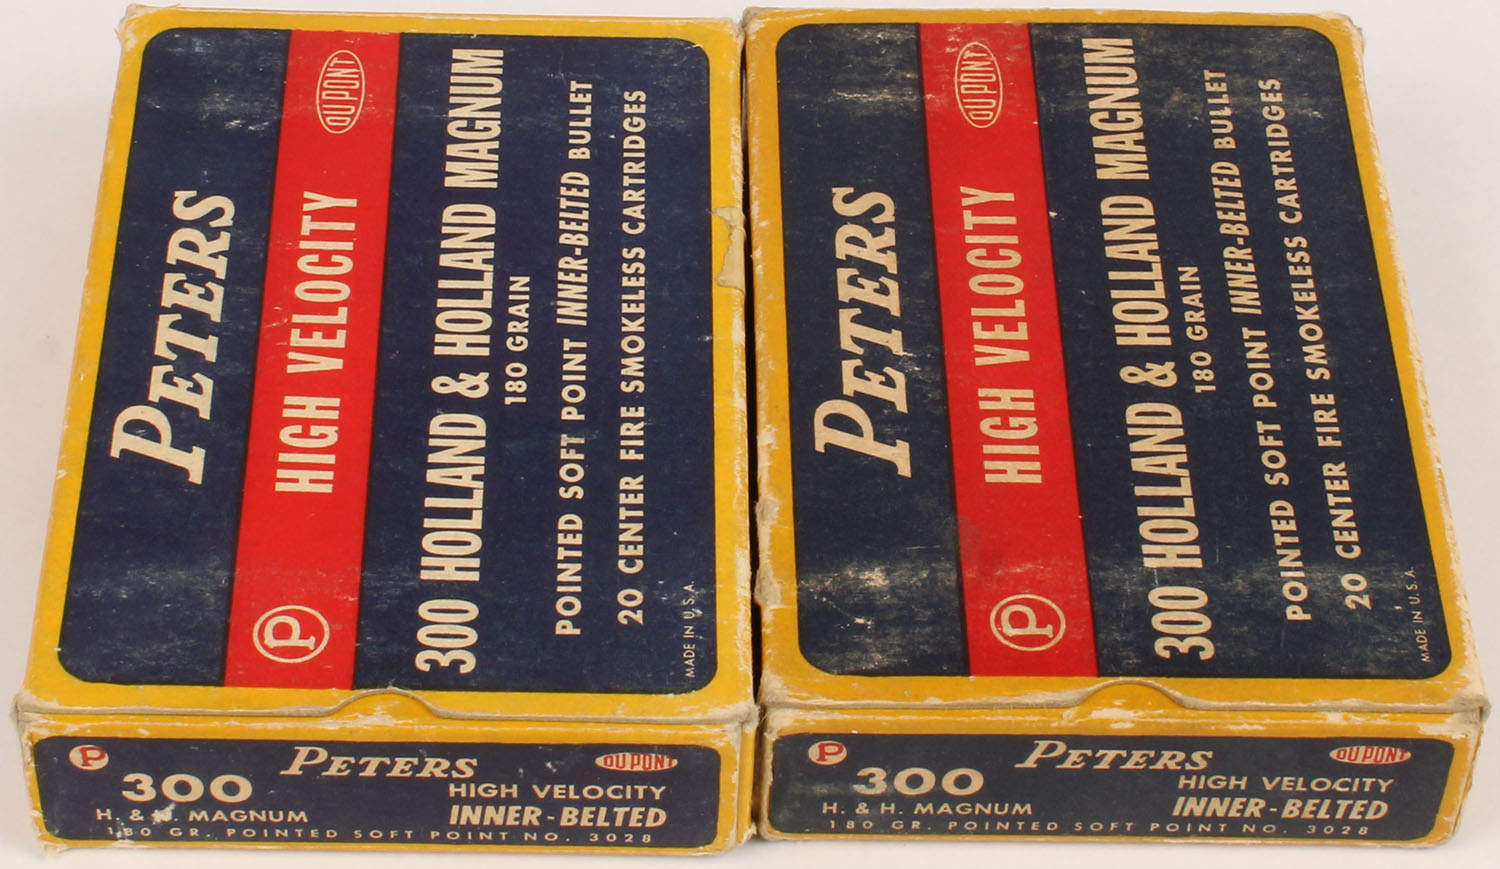 PETERS
HIGH VELOCITY
P
DUPONT
300 HOLLAND & HOLLAND MAGNUM
180 GRAIN
POINTED SOFT POINT INNER-BELTED BULLET
20 CENTER FIRE SMOKELESS CARTRIDGES
MADE IN U.S.A.
P
PETERS
DUPONT
300
HIGH VELOCITY
H. & H. MAGNUM
INNER-BELTED
180 GR. POINTED SOFT POINT NO. 3028
PETERS
HIGH VELOCITY
P
DUPONT
300 HOLLAND & HOLLAND MAGNUM
180 GRAIN
POINTED SOFT POINT INNER-BELTED BULLET
20 CENTER FIRE SMOKELESS CARTRIDGES
MADE IN U.S.A.
P
PETERS
DUPONT
300
HIGH VELOCITY
H. & H. MAGNUM
INNER-BELTED
180 GR. POINTED SOFT POINT NO. 3028